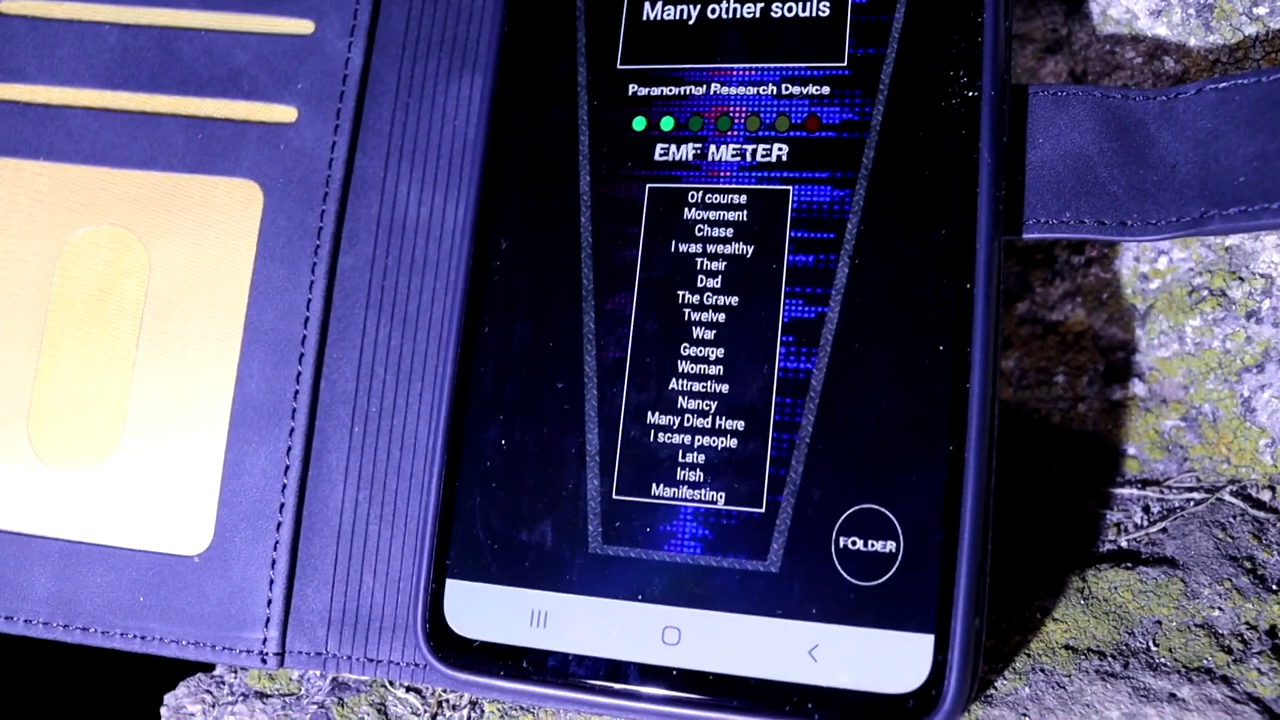 Many other souls
Paranormal Research Device
EMF METER
Of course
Movement
Chase
I was wealthy
Their
Dad
The Grave
Twelve
War
George
Woman
Attractive
Nancy
Many Died Here
I scare people
Late
Irish
Manifesting
FOLDER